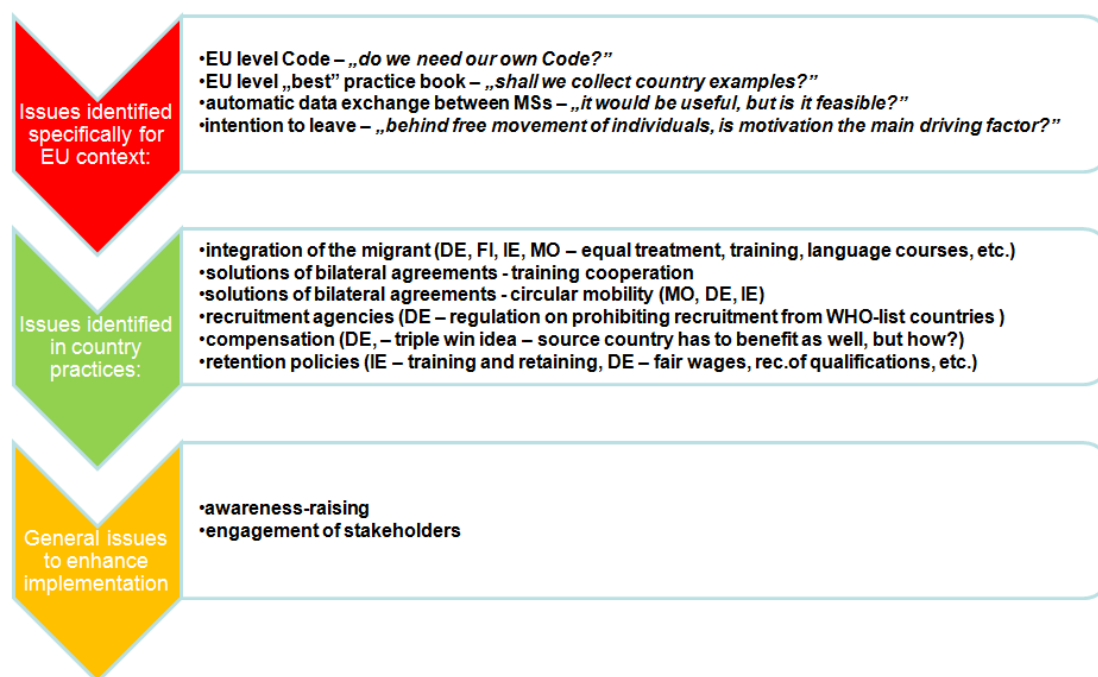 Issues identified
specifically for
EU context:
•EU level Code – „do we need our own Code?”
•EU level „best” practice book – „shall we collect country examples?”
•automatic data exchange between MSs – „it would be useful, but is it feasible?”
•intention to leave – „behind free movement of individuals, is motivation the main driving factor?”
Issues identified
in country
practices:
•integration of the migrant (DE, FI, IE, MO – equal treatment, training, language courses, etc.)
•solutions of bilateral agreements - training cooperation
•solutions of bilateral agreements - circular mobility (MO, DE, IE)
•recruitment agencies (DE – regulation on prohibiting recruitment from WHO-list countries )
•compensation (DE, – triple win idea – source country has to benefit as well, but how?)
•retention policies (IE – training and retaining, DE – fair wages, rec.of qualifications, etc.)
General issues
to enhance
implementation
•awareness-raising
•engagement of stakeholders